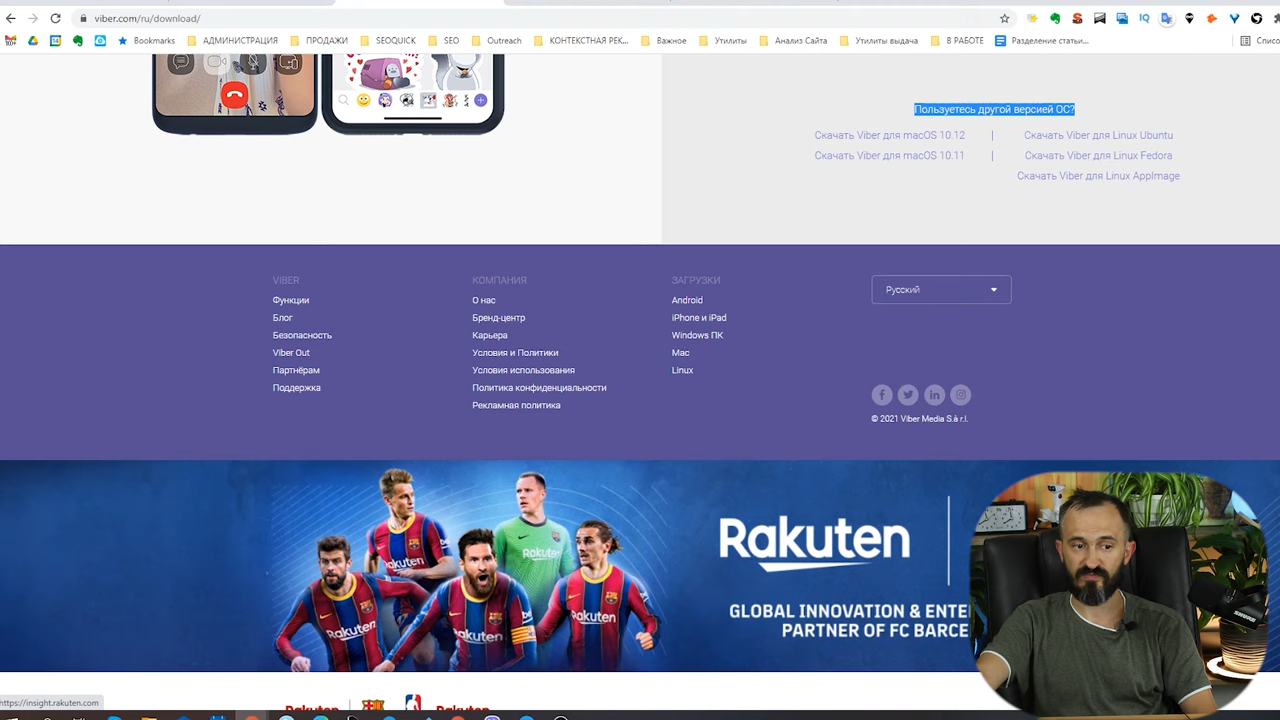 viber.com/ru/download/
Bookmarks
АДМИНИСТРАЦИЯ
ПРОДАЖИ
SEOQUICK
SEO
Outreach
КОНТЕКСТНАЯ РЕК...
Важное
Утилиты
Анализ Сайта
Утилиты выдача
В РАБОТЕ
Разделение статьи...
Списо
Пользуетесь другой версией ОС?
Скачать Viber для macOS 10.12 | Скачать Viber для Linux Ubuntu
Скачать Viber для macOS 10.11 | Скачать Viber для Linux Fedora
Скачать Viber для Linux AppImage
VIBER
Функции
Блог
Безопасность
Viber Out
Партнёрам
Поддержка
КОМПАНИЯ
О нас
Бренд-центр
Карьера
Условия и Политики
Условия использования
Политика конфиденциальности
Рекламная политика
ЗАГРУЗКИ
Android
iPhone и iPad
Windows ПК
Mac
Linux
Русский
© 2021 Viber Media S.à r.l.
Rakuten
GLOBAL INNOVATION & ENTE
PARTNER OF FC BARCE
Rakuten
Rakuten
Rakuten
Rakuten
https://insight.rakuten.com